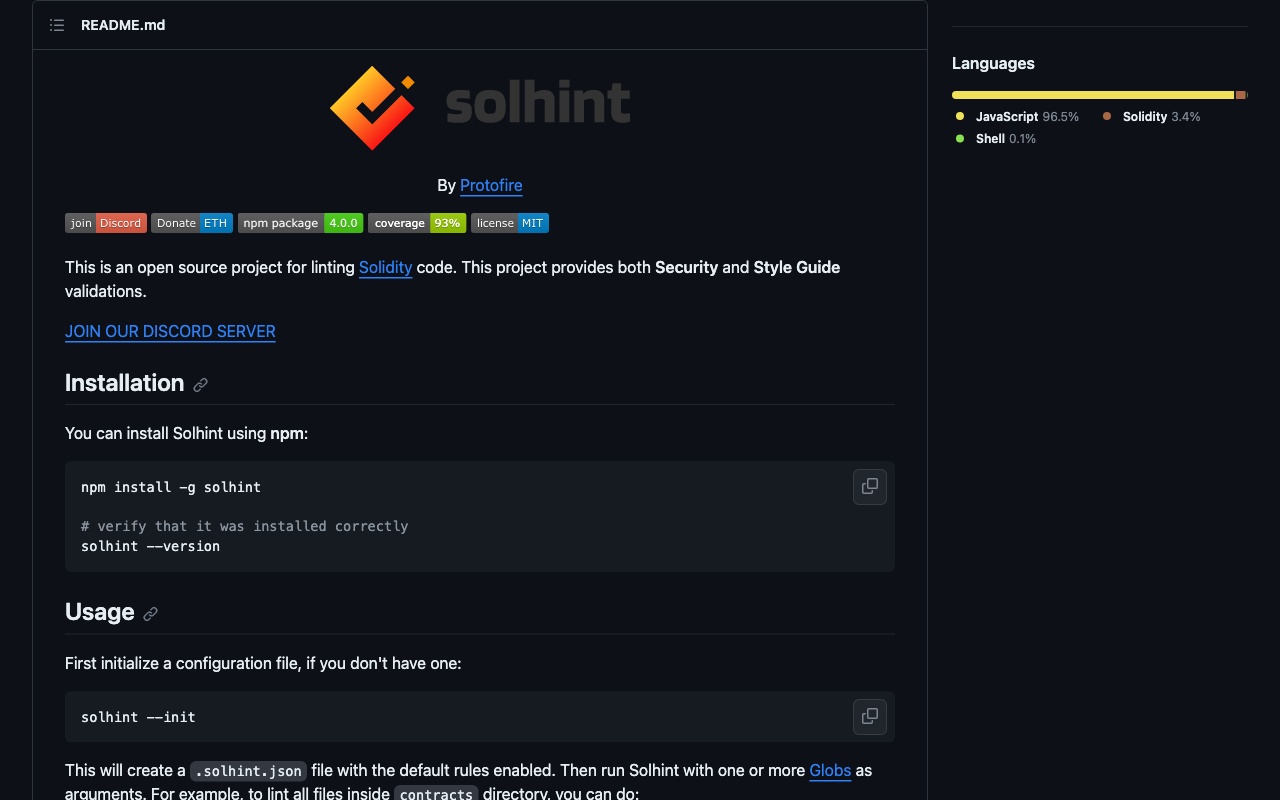 README.md
solhint
By Protofire
join Discord Donate ETH npm package 4.0.0 coverage 93% license MIT
This is an open source project for linting Solidity code. This project provides both Security and Style Guide
validations.
JOIN OUR DISCORD SERVER
Installation
You can install Solhint using npm:
npm install -g solhint
# verify that it was installed correctly
solhint --version
Usage
First initialize a configuration file, if you don't have one:
solhint --init
This will create a .solhint.json file with the default rules enabled. Then run Solhint with one or more Globs as
arguments. For example, to lint all files inside contracts directory, you can do:
Languages
JavaScript 96.5% Solidity 3.4%
Shell 0.1%